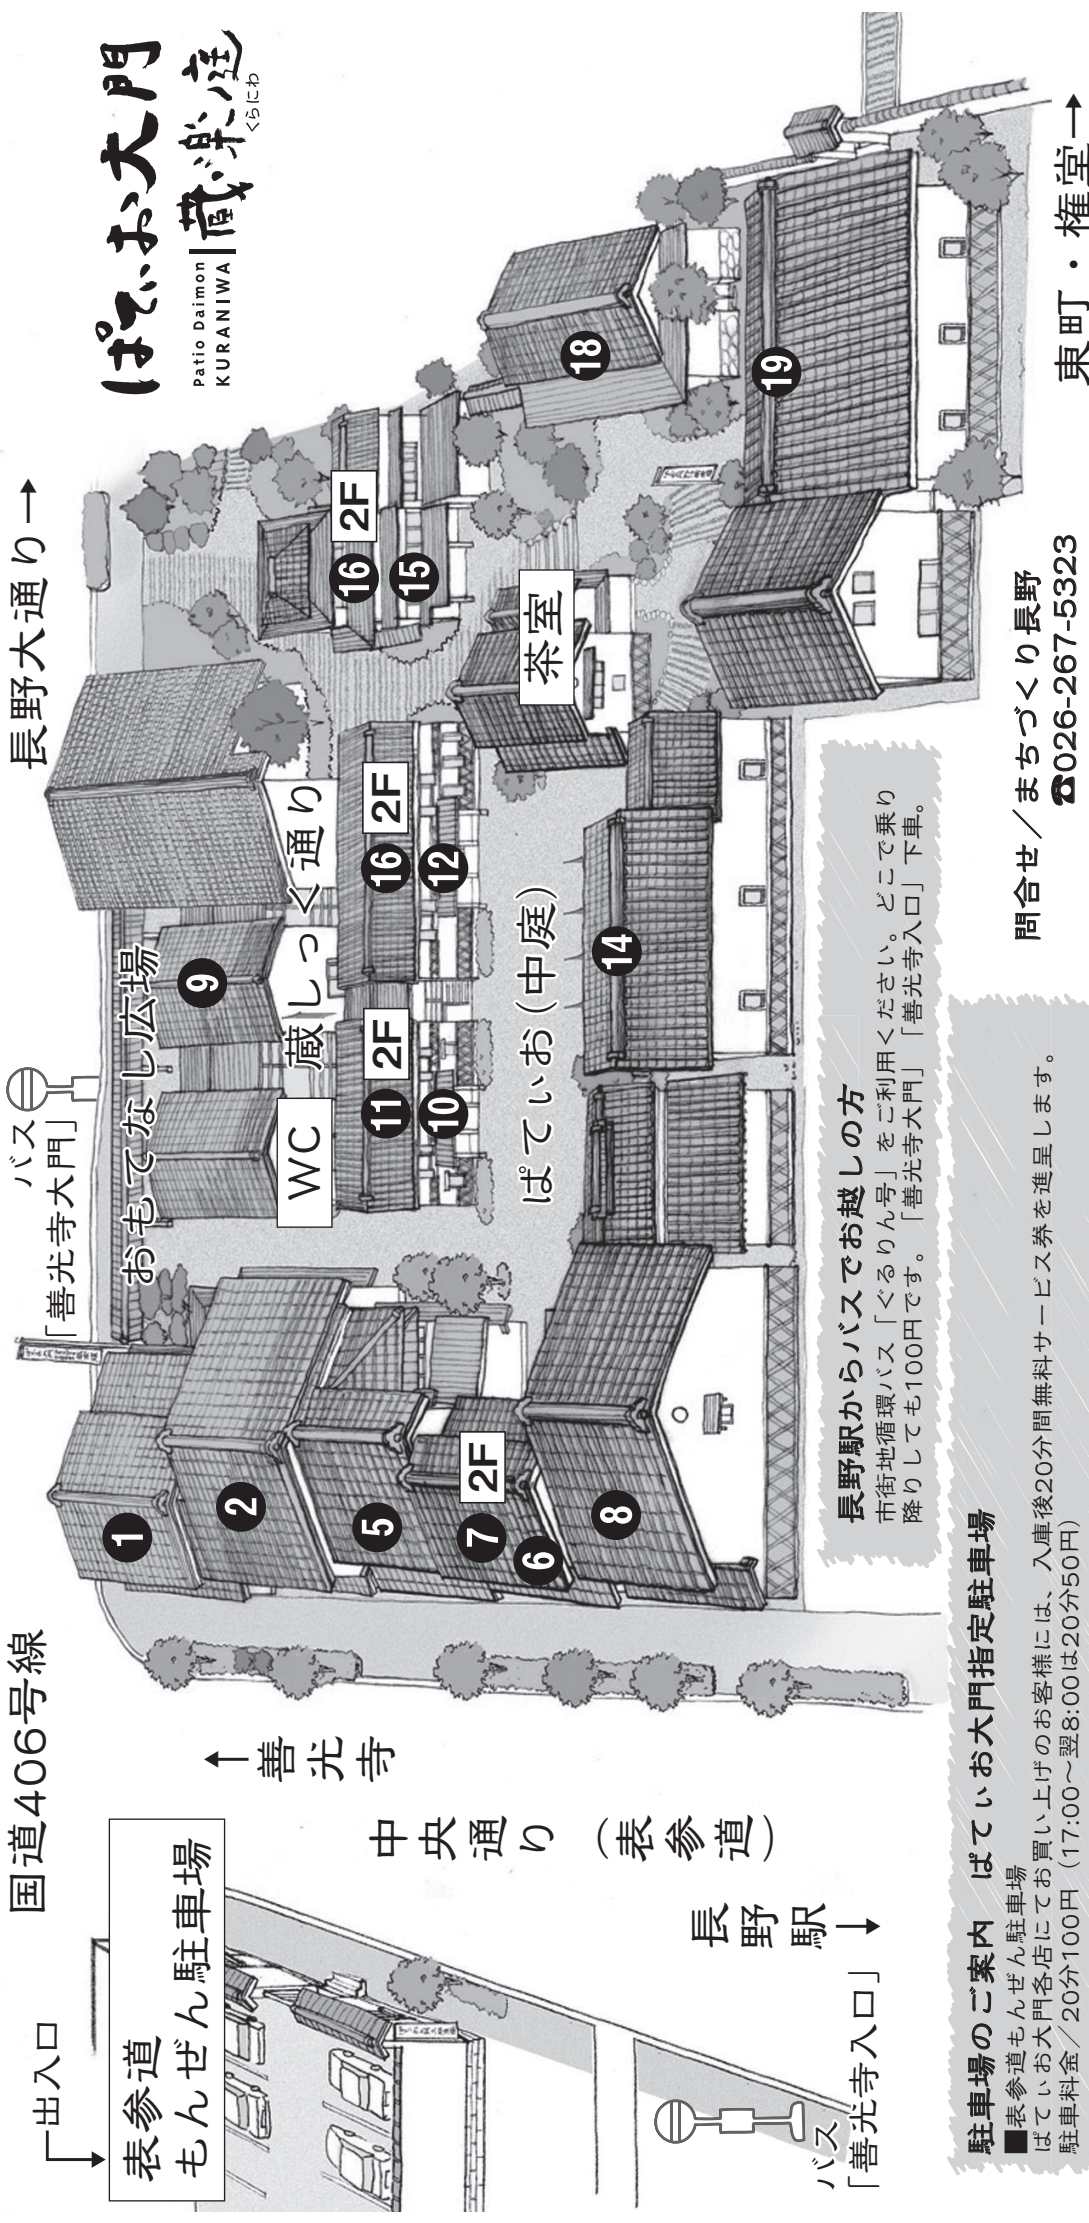 国道406号線
長野大通り→
ぱてぃお大門
Patio Daimon
KURANIWA
蔵楽庭
くらにわ
バス
「善光寺大門」
出入口
表参道
もんぜん駐車場
←善光寺
中央通り（表参道）
長野駅→
バス
「善光寺入口」
おもてなし広場
蔵しっく通り
WC
ぱてぃお(中庭)
茶室
1
2
5
7
2F
6
8
9
11
2F
10
16
2F
12
14
16
2F
15
18
19
東町・権堂→
長野駅からバスでお越しの方
市街地循環バス「ぐるりん号」をご利用ください。どこで乗り
降りしても100円です。「善光寺大門」「善光寺入口」下車。
問合せ／まちづくり長野
☎026-267-5323
駐車場のご案内　ぱてぃお大門指定駐車場
■表参道もんぜん駐車場
ぱてぃお大門各店にてお買い上げのお客様には、入庫後20分間無料サービス券を進呈します。
駐車料金／20分100円（17:00〜翌8:00は20分50円）